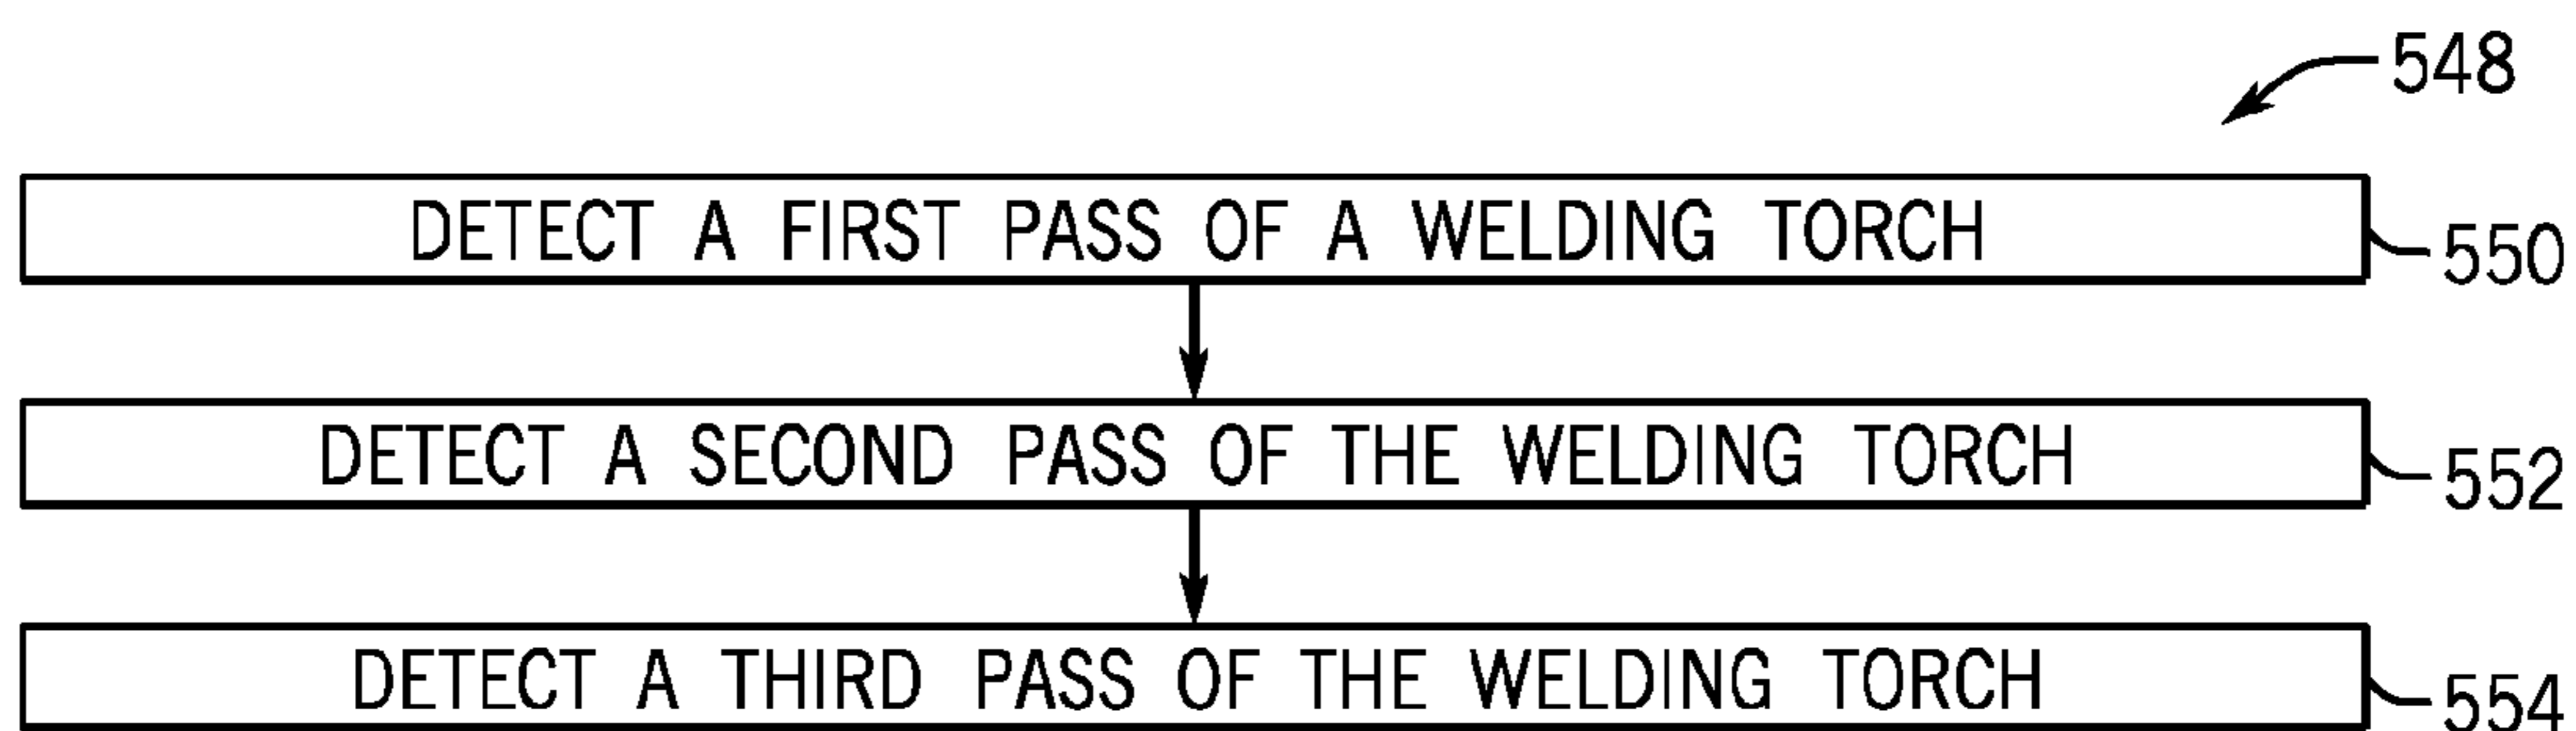 548
DETECT A FIRST PASS OF A WELDING TORCH
550
DETECT A SECOND PASS OF THE WELDING TORCH
552
DETECT A THIRD PASS OF THE WELDING TORCH
554